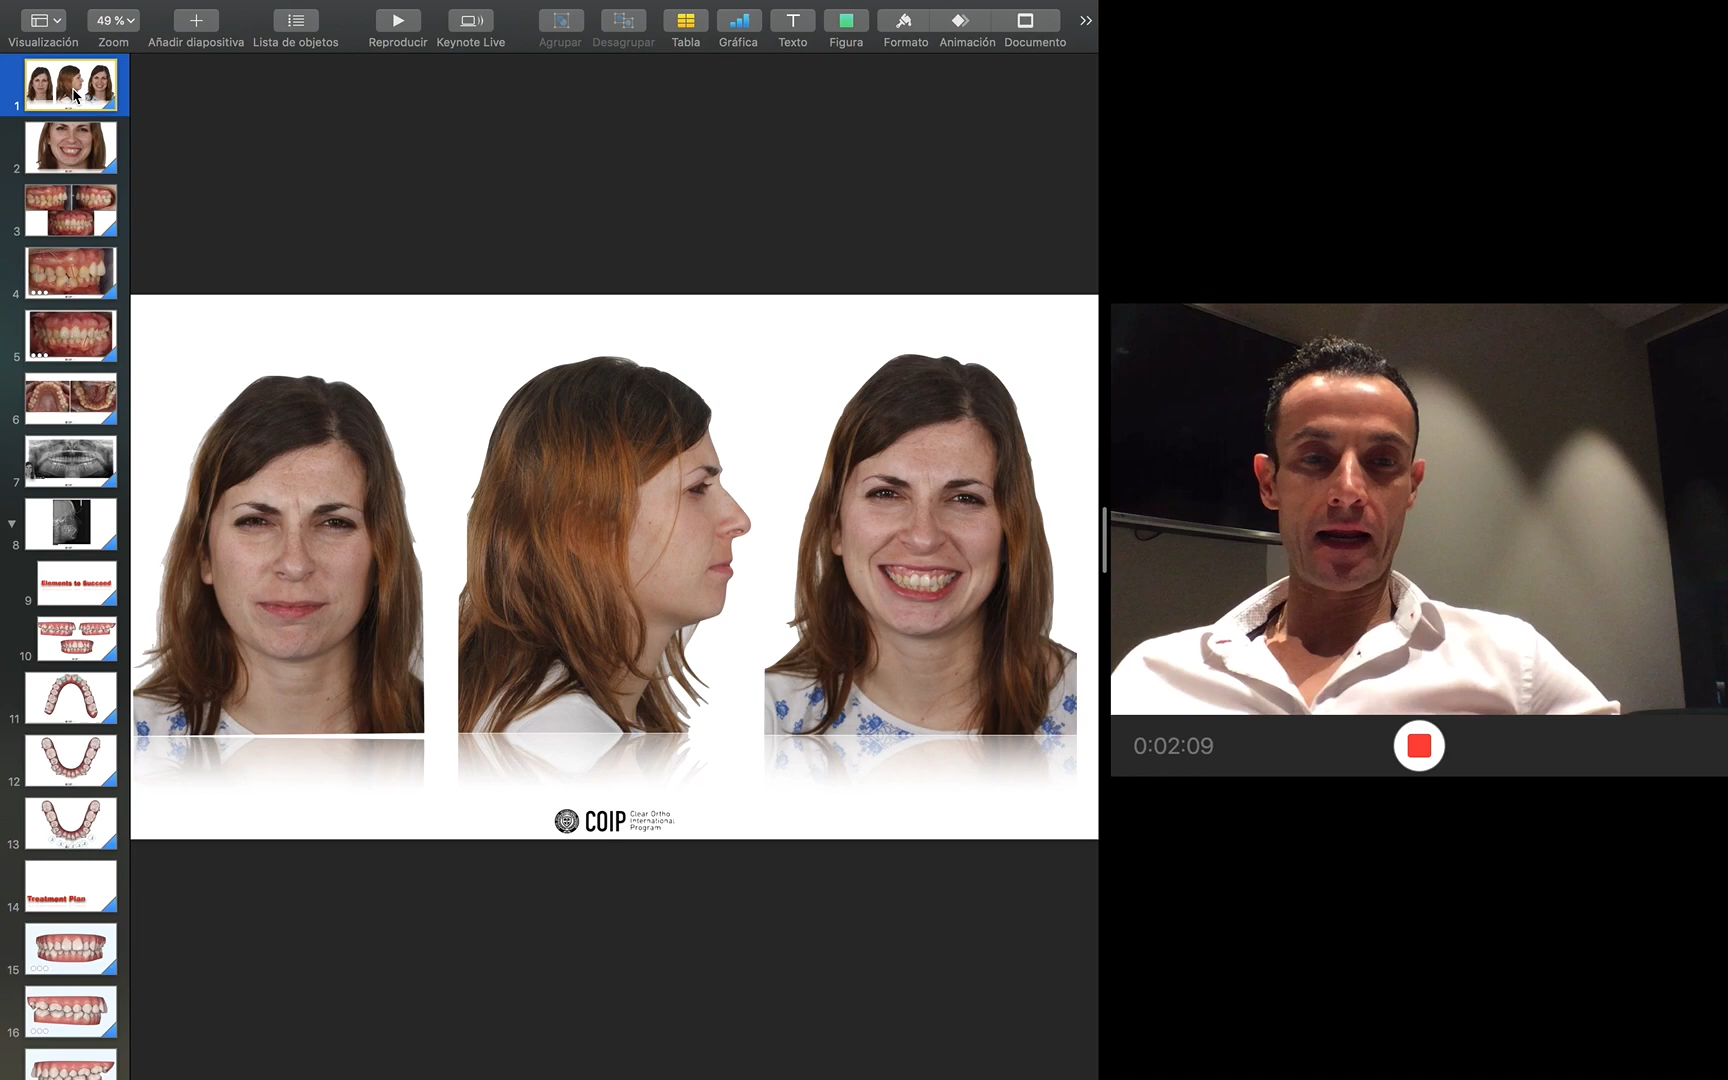 49 %
Visualización
Zoom
Añadir diapositiva
Lista de objetos
Reproducir
Keynote Live
Agrupar
Desagrupar
Tabla
Gráfica
Texto
Figura
Formato
Animación
Documento
1
2
3
4
5
6
7
8
9
Elements to Succeed
10
11
12
13
14
Treatment Plan
15
16
COIP
Clear Ortho
International
Program
0:02:09